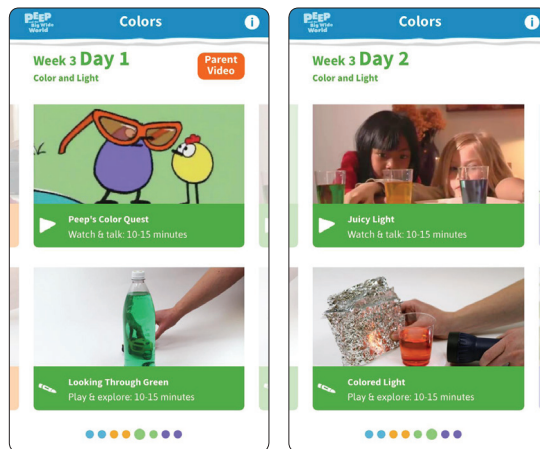 PEEP
Big Wide
World
Colors
i
Week 3 Day 1
Color and Light
Parent
Video
Peep's Color Quest
Watch & talk: 10-15 minutes
Looking Through Green
Play & explore: 10-15 minutes
PEEP
Big Wide
World
Colors
i
Week 3 Day 2
Color and Light
Juicy Light
Watch & talk: 10-15 minutes
Colored Light
Play & explore: 10-15 minutes